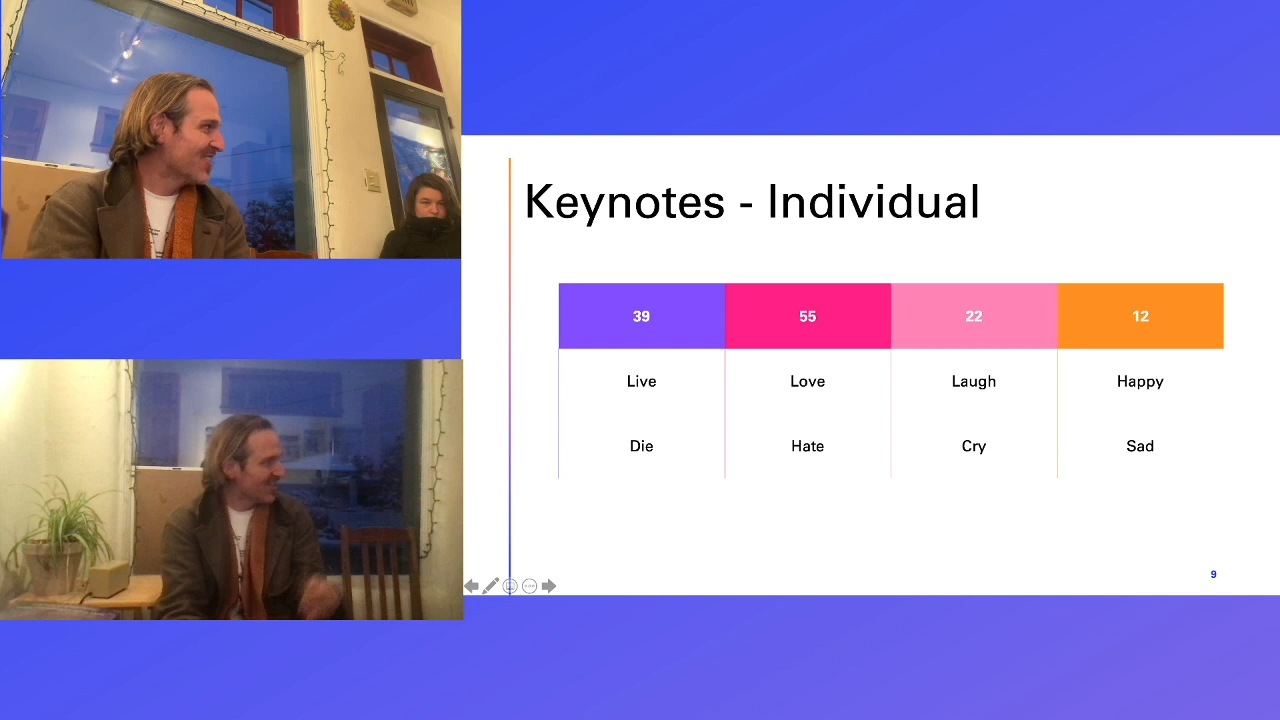 Keynotes - Individual
39 55 22 12
Live Love Laugh Happy
Die Hate Cry Sad
9